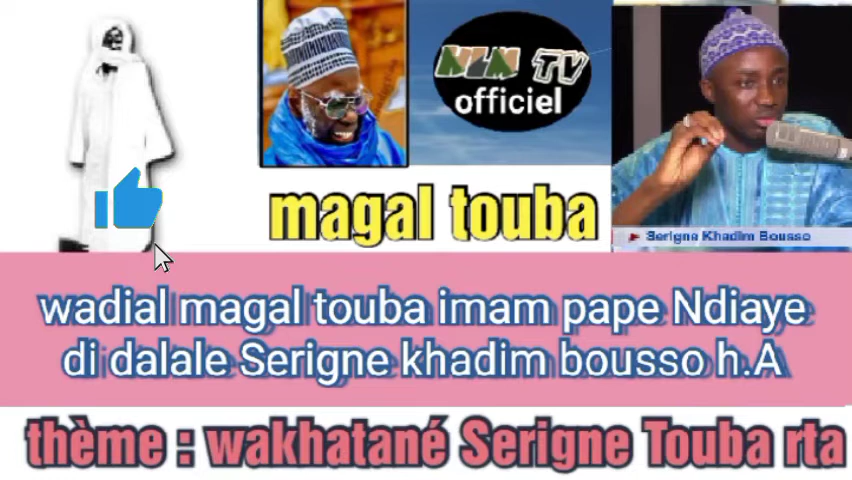 NLM TV
officiel
magal touba
Serigne Khadim Bousso
wadial magal touba imam pape Ndiaye
di dalale Serigne khadim bousso h.A
thème : wakhatané Serigne Touba rta